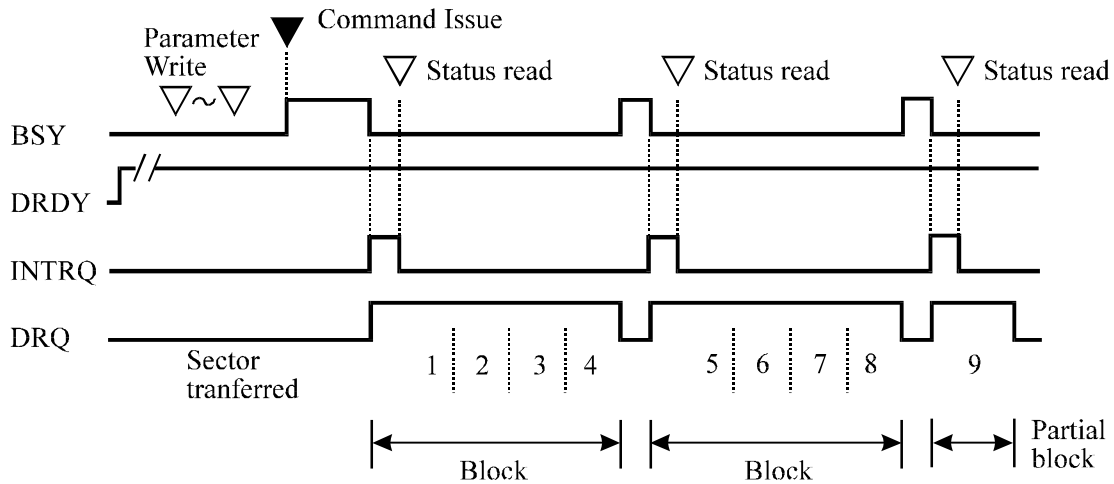 Command Issue
Parameter
Write
~
Status read
Status read
Status read
BSY
DRDY
INTRQ
DRQ
Sector
tranferred
1 2 3 4 5 6 7 8 9
Block
Block
Partial
block